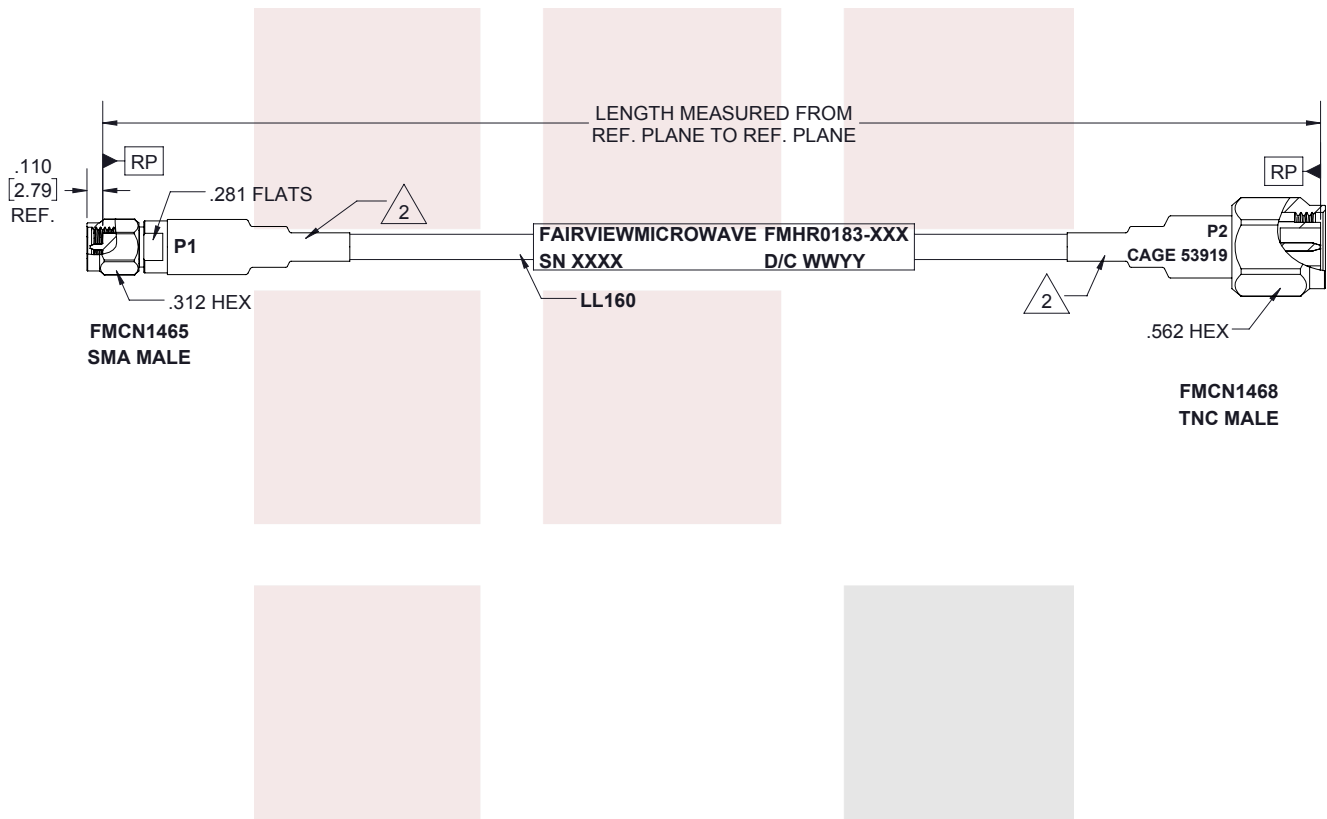 LENGTH MEASURED FROM
REF. PLANE TO REF. PLANE
.110
[2.79]
REF.
RP
RP
.281 FLATS
2
P1
FAIRVIEWMICROWAVE FMHR0183-XXX
SN XXXX D/C WWYY
P2
CAGE 53919
.312 HEX
LL160
2
.562 HEX
FMCN1465
SMA MALE
FMCN1468
TNC MALE